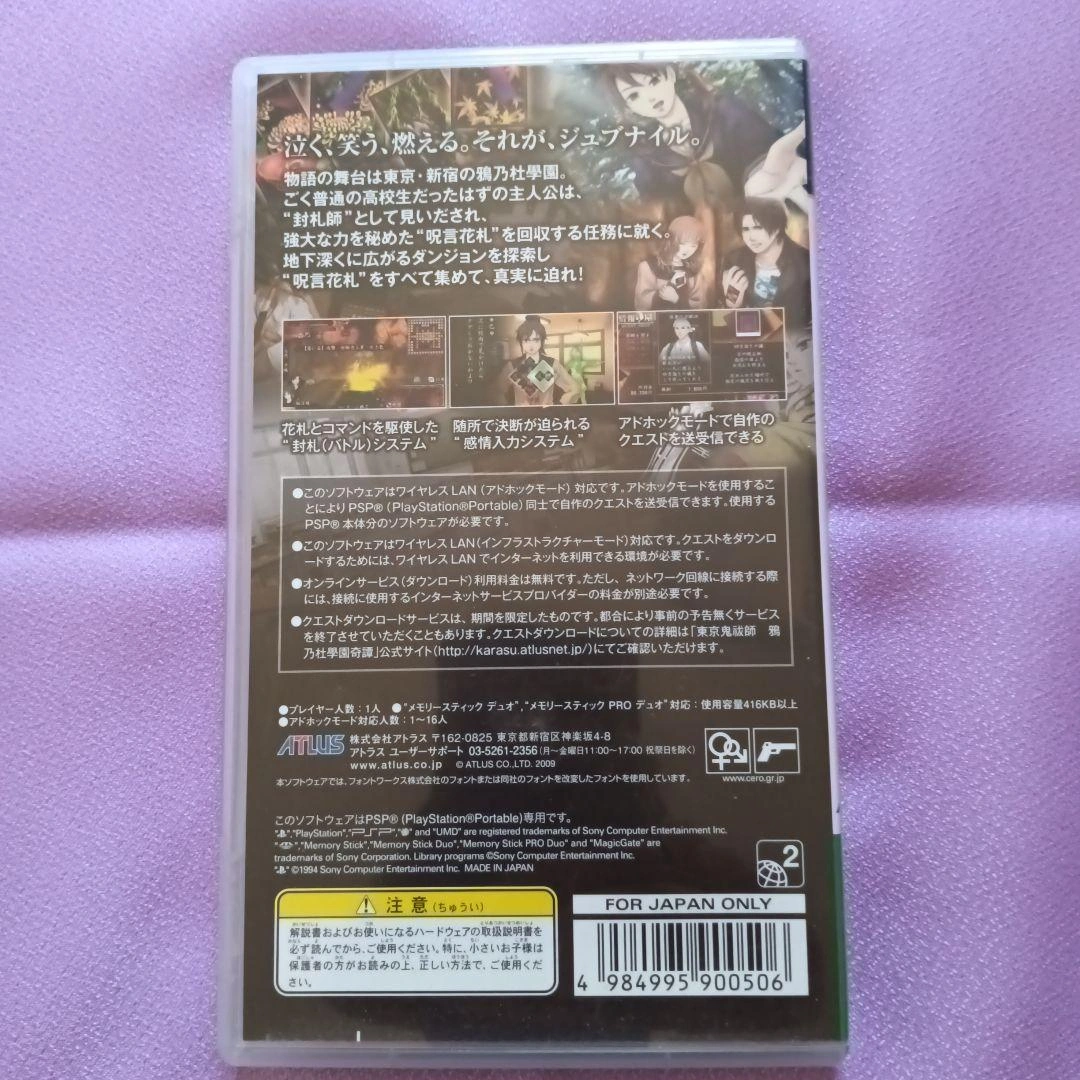 泣く、笑う、燃える。それが、ジュブナイル。
物語の舞台は東京・新宿の鴉乃杜學園。
ごく普通の高校生だったはずの主人公は、
“封札師”として見いだされ、
強大な力を秘めた“呪言花札”を回収する任務に就く。
地下深くに広がるダンジョンを探索し
“呪言花札”をすべて集めて、真実に迫れ！
花札とコマンドを駆使した
“封札（バトル）システム”
随所で決断が迫られる
“感情入力システム”
アドホックモードで自作の
クエストを送受信できる
●このソフトウェアはワイヤレスLAN（アドホックモード）対応です。アドホックモードを使用するこ
とによりPSP®（PlayStation®Portable）同士で自作のクエストを送受信できます。使用する
PSP®本体分のソフトウェアが必要です。
●このソフトウェアはワイヤレスLAN（インフラストラクチャーモード）対応です。クエストをダウンロ
ードするためには、ワイヤレスLANでインターネットを利用できる環境が必要です。
●オンラインサービス（ダウンロード）利用料金は無料です。ただし、ネットワーク回線に接続する際
には、接続に使用するインターネットサービスプロバイダーの料金が別途必要です。
●クエストダウンロードサービスは、期間を限定したものです。都合により事前の予告無くサービス
を終了させていただくこともあります。クエストダウンロードについての詳細は「東京鬼祓師　鴉
乃杜學園奇譚」公式サイト（http://karasu.atlusnet.jp/）にてご確認いただけます。
●プレイヤー人数：1人　●“メモリースティック デュオ”,“メモリースティック PRO デュオ”対応：使用容量416KB以上
●アドホックモード対応人数：1～16人
ATLUS 株式会社アトラス 〒162-0825 東京都新宿区神楽坂4-8
アトラス ユーザーサポート 03-5261-2356（月～金曜日11:00～17:00 祝祭日を除く）
www.atlus.co.jp　© ATLUS CO.,LTD. 2009
www.cero.gr.jp
本ソフトウェアでは、フォントワークス株式会社のフォントまたは同社のフォントを改変したフォントを使用しています。
このソフトウェアはPSP®（PlayStation®Portable）専用です。
"","PlayStation","PSP","" and "UMD" are registered trademarks of Sony Computer Entertainment Inc.
"","Memory Stick","Memory Stick Duo","Memory Stick PRO Duo" and "MagicGate" are
trademarks of Sony Corporation. Library programs ©Sony Computer Entertainment Inc.
"" ©1994 Sony Computer Entertainment Inc. MADE IN JAPAN
2
注意（ちゅうい）
解説書およびお使いになるハードウェアの取扱説明書を
必ず読んでから、ご使用ください。特に、小さいお子様は
保護者の方がお読みの上、正しい方法で、ご使用くだ
さい。
FOR JAPAN ONLY
4 984995 900506